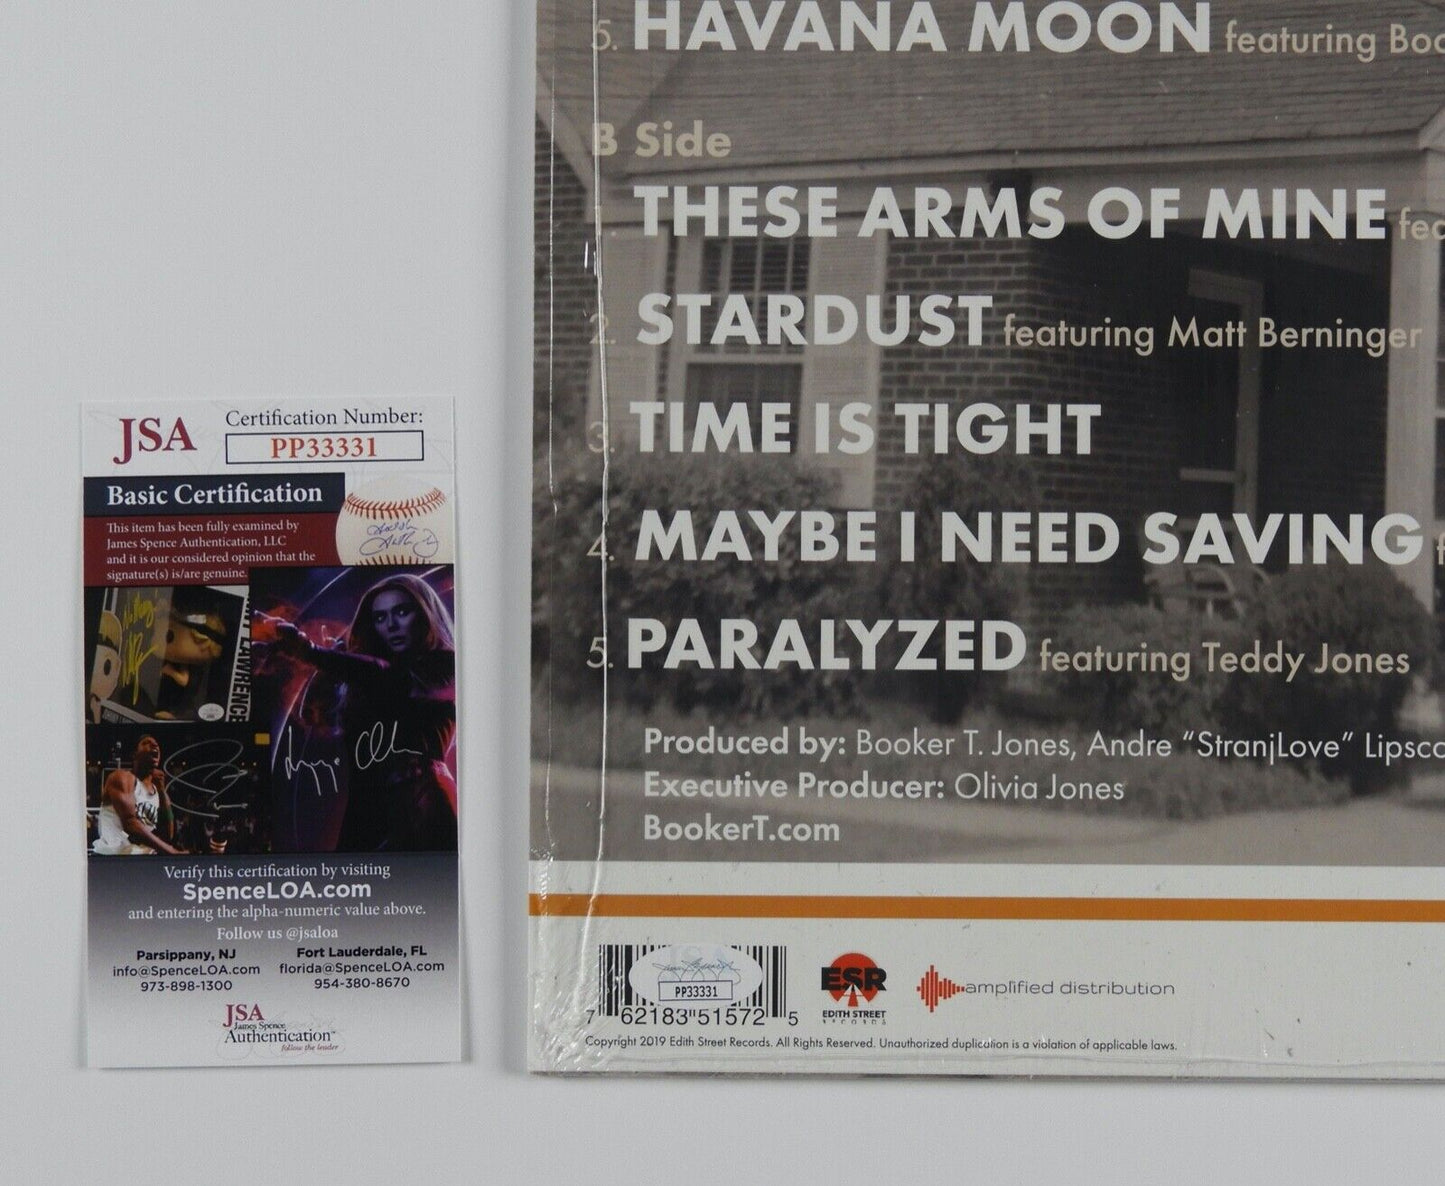 JSA
Certification Number:
PP33331
Basic Certification
This item has been fully examined by
James Spence Authentication, LLC
and it is our considered opinion that the
signature(s) is/are genuine.
Verify this certification by visiting
SpenceLOA.com
and entering the alpha-numeric value above.
Follow us @jsaloa
Parsippany, NJ
info@SpenceLOA.com
973-898-1300
Fort Lauderdale, FL
florida@SpenceLOA.com
954-380-8670
JSA
James Spence
Authentication™
follow the leader
5. HAVANA MOON featuring
B Side
THESE ARMS OF MINE
2. STARDUST featuring Matt Berninger
3. TIME IS TIGHT
4. MAYBE I NEED SAVING
5. PARALYZED featuring Teddy Jones
Produced by: Booker T. Jones, Andre “StranjLove”
Executive Producer: Olivia Jones
BookerT.com
PP33331
7 62183 51572 5
ESR
EDITH STREET
RECORDS
amplified distribution
Copyright 2019 Edith Street Records. All Rights Reserved. Unauthorized duplication is a violation of applicable laws.